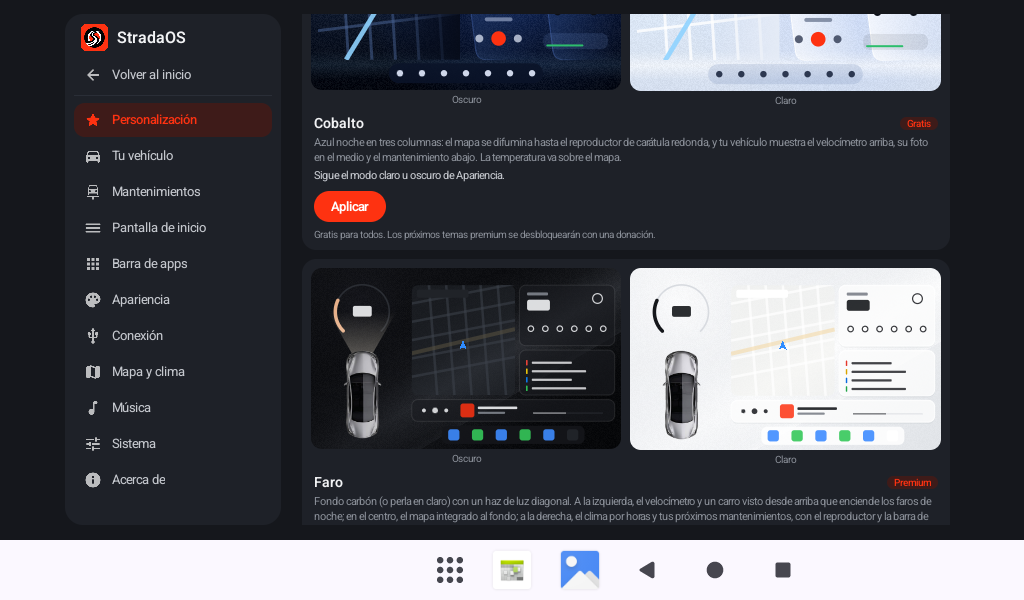 StradaOS
Volver al inicio
Personalización
Tu vehículo
Mantenimientos
Pantalla de inicio
Barra de apps
Apariencia
Conexión
Mapa y clima
Música
Sistema
Acerca de
Oscuro
Claro
Cobalto
Gratis
Azul noche en tres columnas: el mapa se difumina hasta el reproductor de carátula redonda, y tu vehículo muestra el velocímetro arriba, su foto
en el medio y el mantenimiento abajo. La temperatura va sobre el mapa.
Sigue el modo claro u oscuro de Apariencia.
Aplicar
Gratis para todos. Los próximos temas premium se desbloquearán con una donación.
Oscuro
Claro
Faro
Premium
Fondo carbón (o perla en claro) con un haz de luz diagonal. A la izquierda, el velocímetro y un carro visto desde arriba que enciende los faros de
noche; en el centro, el mapa integrado al fondo; a la derecha, el clima por horas y tus próximos mantenimientos, con el reproductor y la barra de